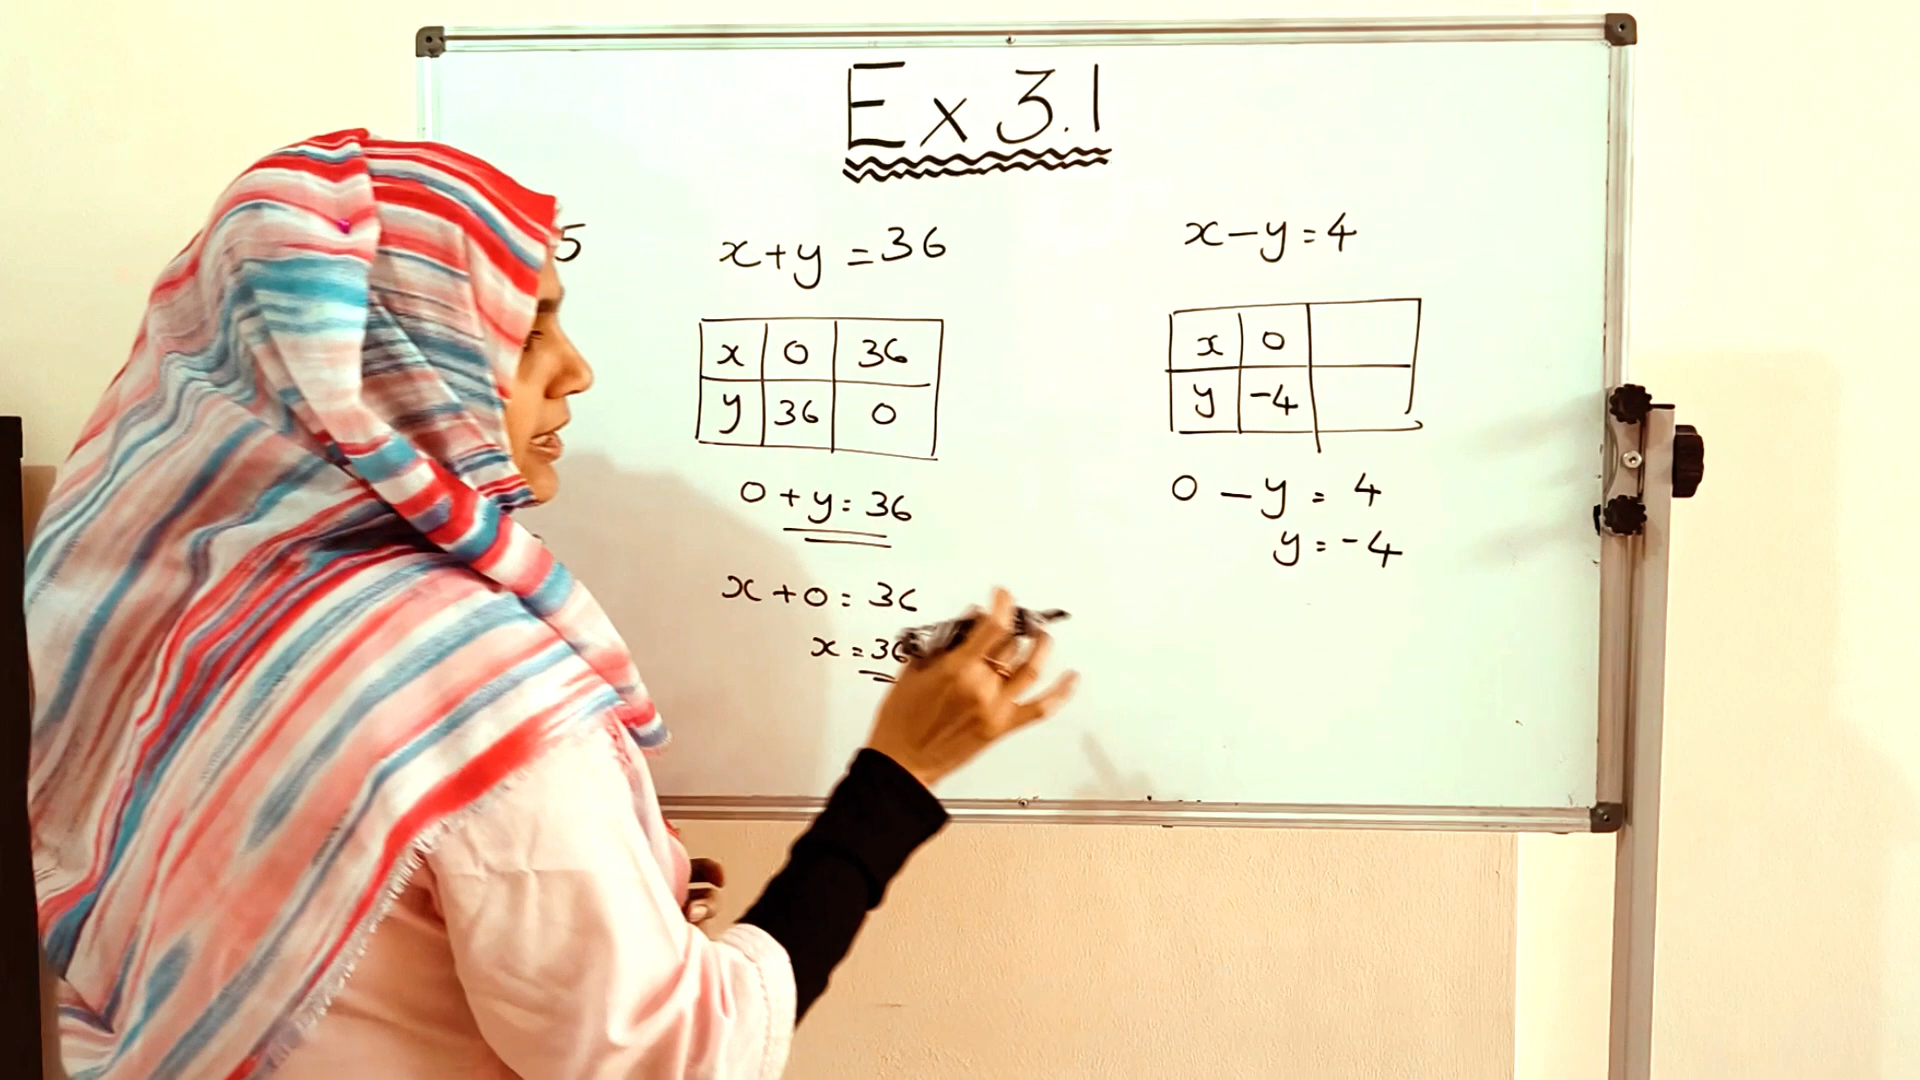 Ex 3.1
5
x+y=36
x 0 36
y 36 0
0+y=36
x+0=36
x=36
x-y=4
x 0
y -4
0-y=4
y=-4